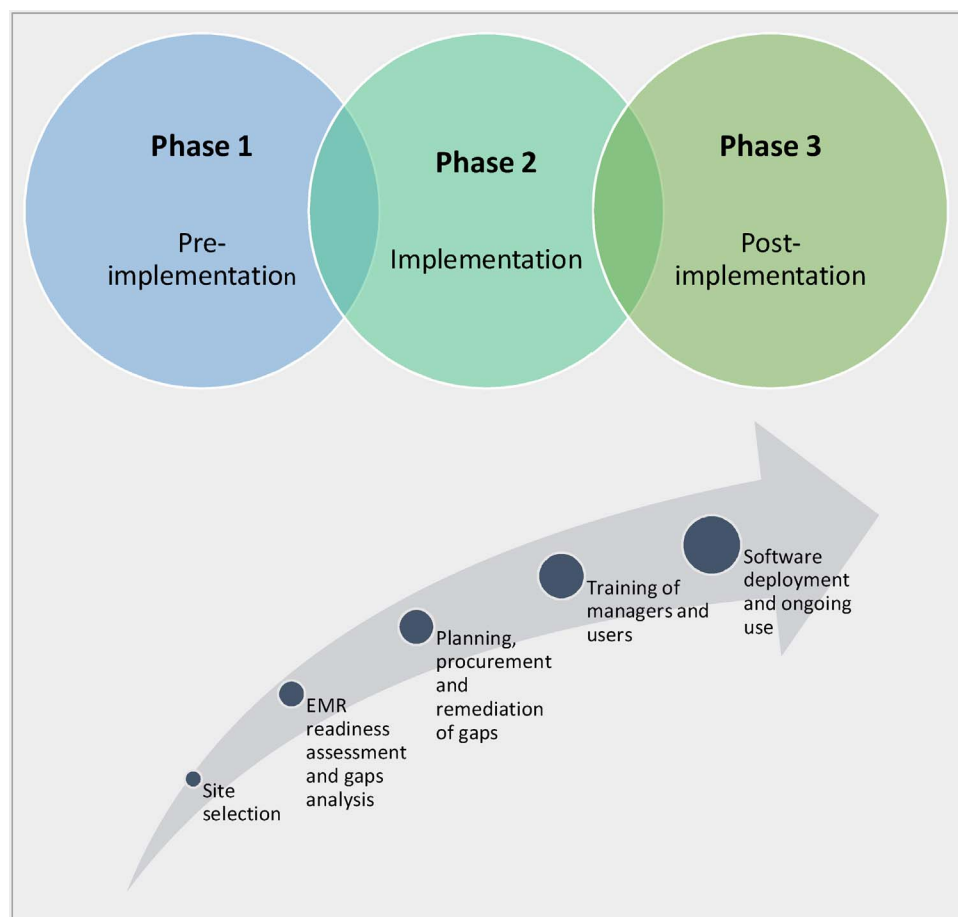 Phase 1
Pre-
implementation
Phase 2
Implementation
Phase 3
Post-
implementation
Site
selection
EMR
readiness
assessment
and gaps
analysis
Planning,
procurement
and
remediation
of gaps
Training of
managers and
users
Software
deployment
and ongoing
use